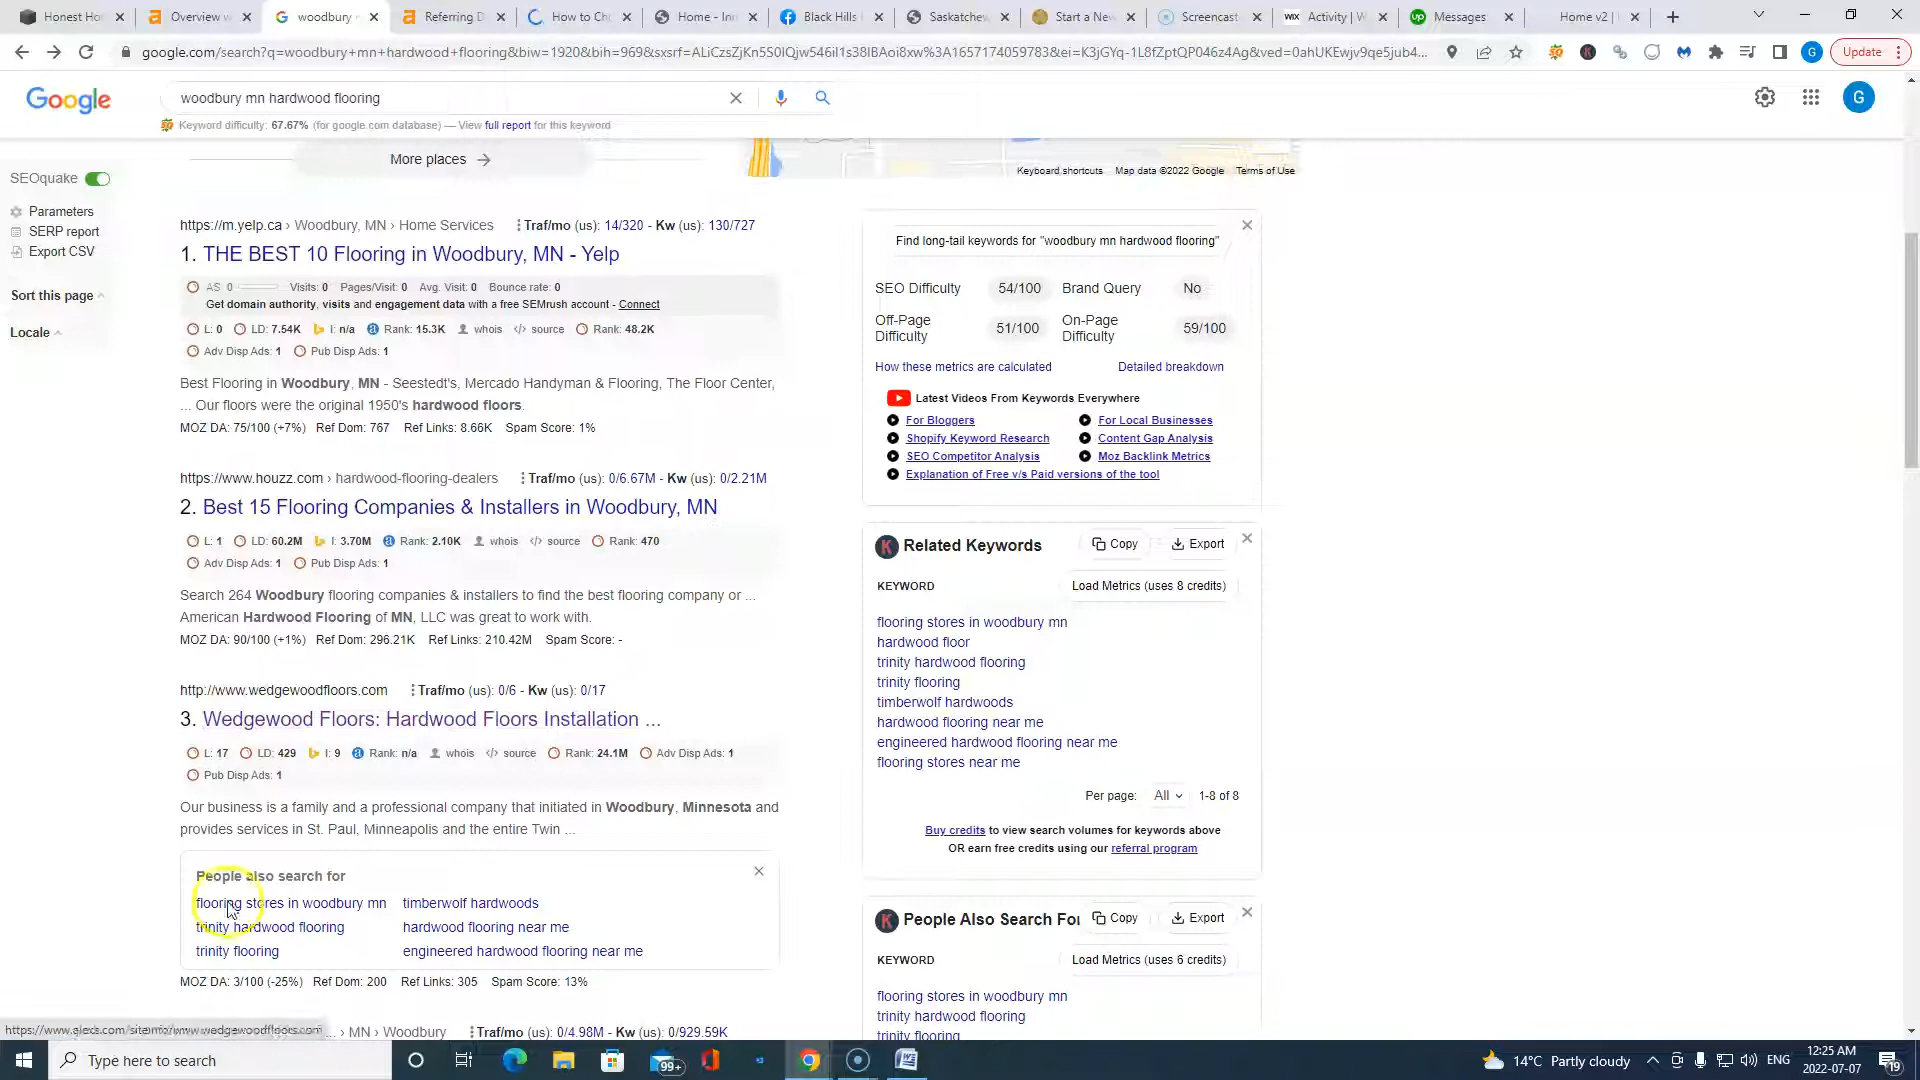 Honest Hor
Overview v
woodbury
Referring D
How to Ch
Home - Inn
Black Hills
Saskatchew
Start a New
Screencast
WIX Activity | W
Messages
Home v2 |
google.com/search?q=woodbury+mn+hardwood+flooring&biw=1920&bih=969&sxsrf=
Update
Google
woodbury mn hardwood flooring
G
Keyword difficulty: 67.67% (for google.com database) — View full report for this keyword
More places
Keyboard shortcuts Map data ©2022 Google Terms of Use
SEOquake
Parameters
SERP report
Export CSV
Sort this page
Locale
https://m.yelp.ca › Woodbury, MN › Home Services Traf/mo (us): 14/320 - Kw (us): 130/727
1. THE BEST 10 Flooring in Woodbury, MN - Yelp
AS 0 Visits: 0 Pages/Visit: 0 Avg. Visit: 0 Bounce rate: 0
Get domain authority, visits and engagement data with a free SEMrush account - Connect
L: 0 LD: 7.54K I: n/a Rank: 15.3K whois </> source Rank: 48.2K
Adv Disp Ads: 1 Pub Disp Ads: 1
Best Flooring in Woodbury, MN - Seestedt's, Mercado Handyman & Flooring, The Floor Center,
... Our floors were the original 1950's hardwood floors.
MOZ DA: 75/100 (+7%) Ref Dom: 767 Ref Links: 8.66K Spam Score: 1%
https://www.houzz.com › hardwood-flooring-dealers Traf/mo (us): 0/6.67M - Kw (us): 0/2.21M
2. Best 15 Flooring Companies & Installers in Woodbury, MN
L: 1 LD: 60.2M I: 3.70M Rank: 2.10K whois </> source Rank: 470
Adv Disp Ads: 1 Pub Disp Ads: 1
Search 264 Woodbury flooring companies & installers to find the best flooring company or ...
American Hardwood Flooring of MN, LLC was great to work with.
MOZ DA: 90/100 (+1%) Ref Dom: 296.21K Ref Links: 210.42M Spam Score: -
http://www.wedgewoodfloors.com Traf/mo (us): 0/6 - Kw (us): 0/17
3. Wedgewood Floors: Hardwood Floors Installation ...
L: 17 LD: 429 I: 9 Rank: n/a whois </> source Rank: 24.1M Adv Disp Ads: 1
Pub Disp Ads: 1
Our business is a family and a professional company that initiated in Woodbury, Minnesota and
provides services in St. Paul, Minneapolis and the entire Twin ...
People also search for
flooring stores in woodbury mn timberwolf hardwoods
trinity hardwood flooring hardwood flooring near me
trinity flooring engineered hardwood flooring near me
MOZ DA: 3/100 (-25%) Ref Dom: 200 Ref Links: 305 Spam Score: 13%
› MN › Woodbury Traf/mo (us): 0/4.98M - Kw (us): 0/929.59K
Find long-tail keywords for "woodbury mn hardwood flooring"
SEO Difficulty 54/100 Brand Query No
Off-Page Difficulty 51/100 On-Page Difficulty 59/100
How these metrics are calculated Detailed breakdown
Latest Videos From Keywords Everywhere
For Bloggers For Local Businesses
Shopify Keyword Research Content Gap Analysis
SEO Competitor Analysis Moz Backlink Metrics
Explanation of Free v/s Paid versions of the tool
K Related Keywords Copy Export
KEYWORD Load Metrics (uses 8 credits)
flooring stores in woodbury mn
hardwood floor
trinity hardwood flooring
trinity flooring
timberwolf hardwoods
hardwood flooring near me
engineered hardwood flooring near me
flooring stores near me
Per page: All 1-8 of 8
Buy credits to view search volumes for keywords above
OR earn free credits using our referral program
K People Also Search For Copy Export
KEYWORD Load Metrics (uses 6 credits)
flooring stores in woodbury mn
trinity hardwood flooring
trinity flooring
Type here to search
99+
14°C Partly cloudy
ENG
12:25 AM
2022-07-07
19